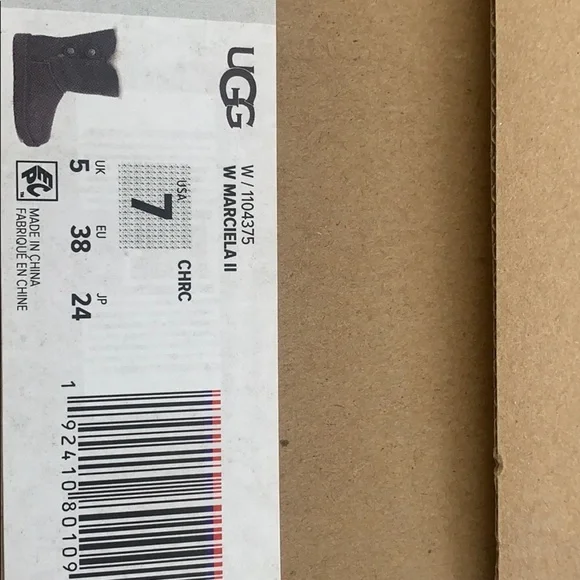 UGG
W / 1104375
W MARCIELA II
USA
7
CHRC
UK EU JP
5 38 24
MADE IN CHINA
FABRIQUÉ EN CHINE
1 92410 80109